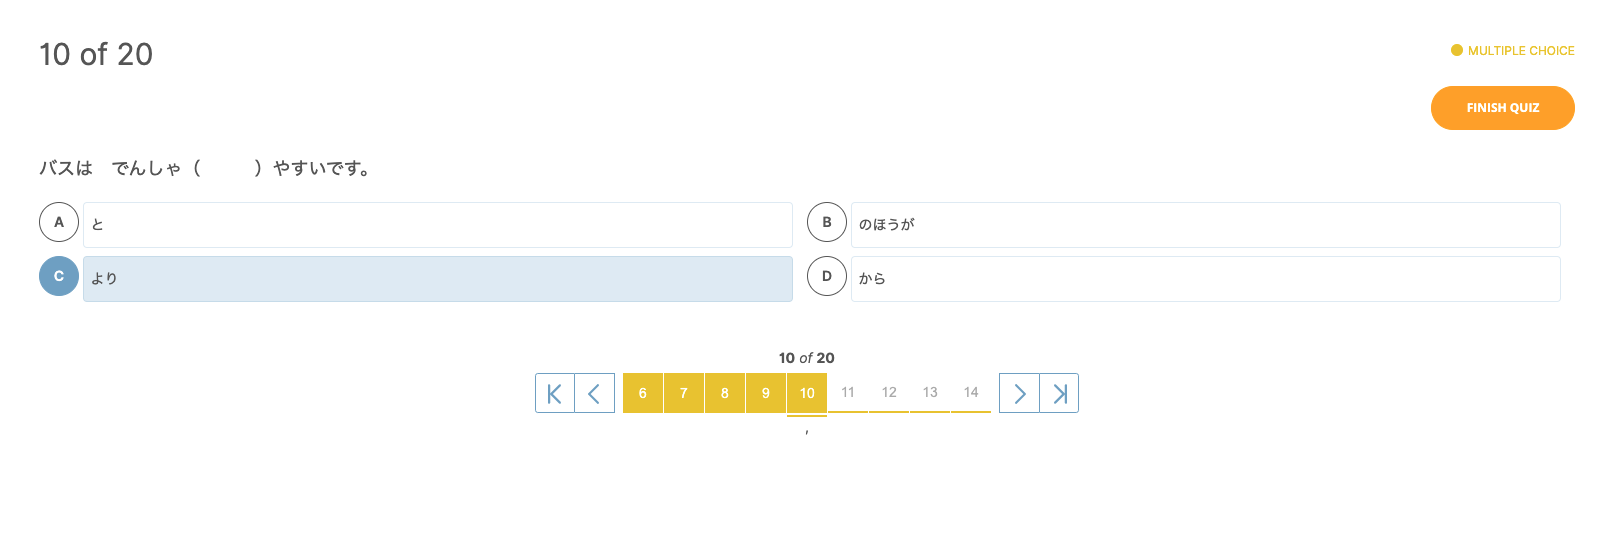 10 of 20
MULTIPLE CHOICE
FINISH QUIZ
バスは　でんしゃ（　　　）やすいです。
A と
B のほうが
C より
D から
10 of 20
6 7 8 9 10 11 12 13 14
,